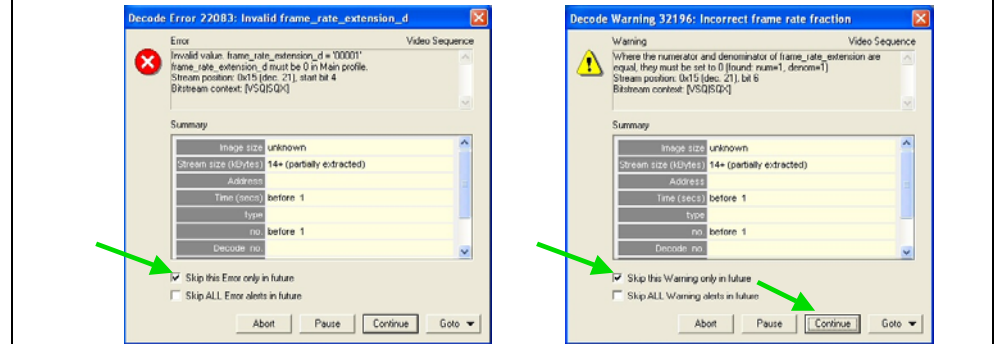 Decode Error 22083: Invalid frame_rate_extension_d
Error Video Sequence
Invalid value. frame_rate_extension_d = '00001'
frame_rate_extension_d must be 0 in Main profile.
Stream position: 0x15 (dec. 21), start bit 4
Bitstream context: [VSQ|SQX]
Summary
Image size unknown
Stream size (kBytes) 14+ (partially extracted)
Address
Time (secs) before 1
type
no. before 1
Decode no.
Skip this Error only in future
Skip ALL Error alerts in future
Abort Pause Continue Goto
Decode Warning 32196: Incorrect frame rate fraction
Warning Video Sequence
Where the numerator and denominator of frame_rate_extension are
equal, they must be set to 0 (found: num=1, denom=1)
Stream position: 0x15 (dec. 21), bit 6
Bitstream context: [VSQ|SQX]
Summary
Image size unknown
Stream size (kBytes) 14+ (partially extracted)
Address
Time (secs) before 1
type
no. before 1
Decode no.
Skip this Warning only in future
Skip ALL Warning alerts in future
Abort Pause Continue Goto